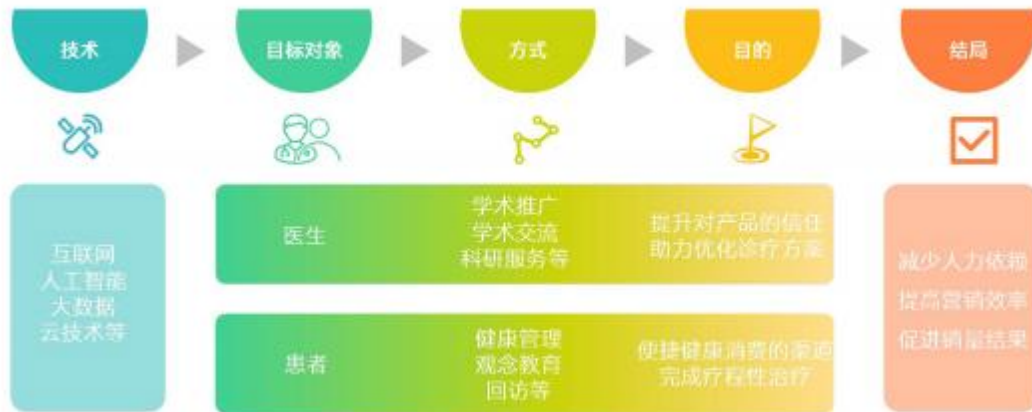 技术
目标对象
方式
目的
结局
互联网
人工智能
大数据
云技术等
医生
学术推广
学术交流
科研服务等
提升对产品的信任
助力优化诊疗方案
患者
健康管理
观念教育
回访等
便捷健康消费的渠道
完成疗程性治疗
减少人力依赖
提高营销效率
促进销量结果